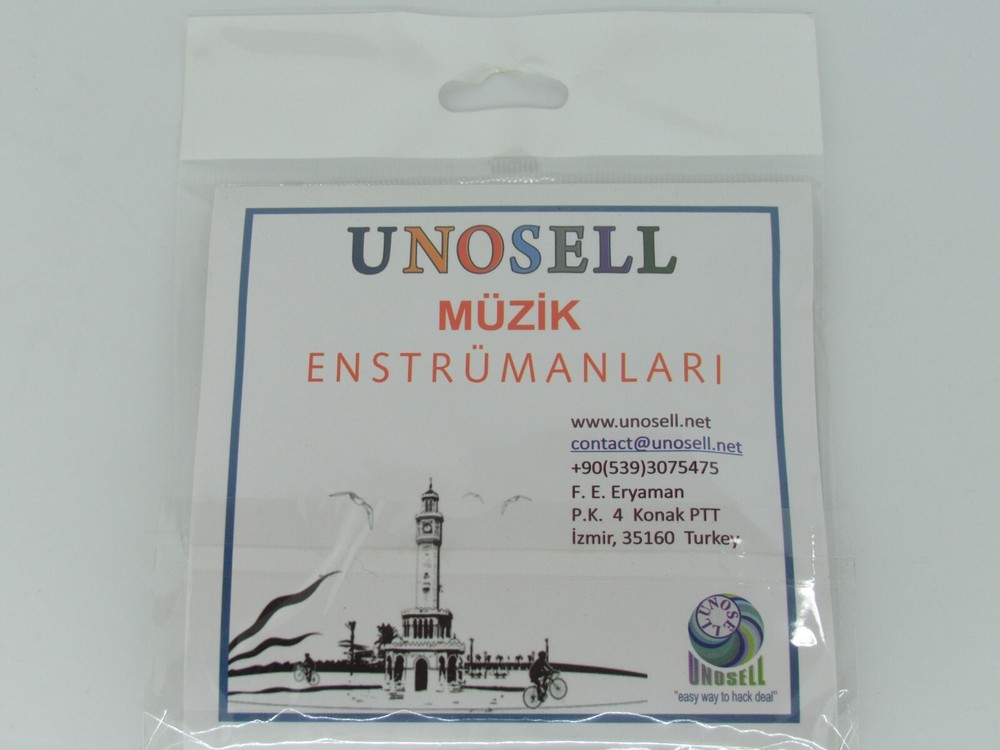 UNOSELL
MÜZİK
ENSTRÜMANLARI
www.unosell.net
contact@unosell.net
+90(539)3075475
F. E. Eryaman
P.K. 4 Konak PTT
İzmir, 35160 Turkey
UNOSELL
UNOSELL
"easy way to hack deal"